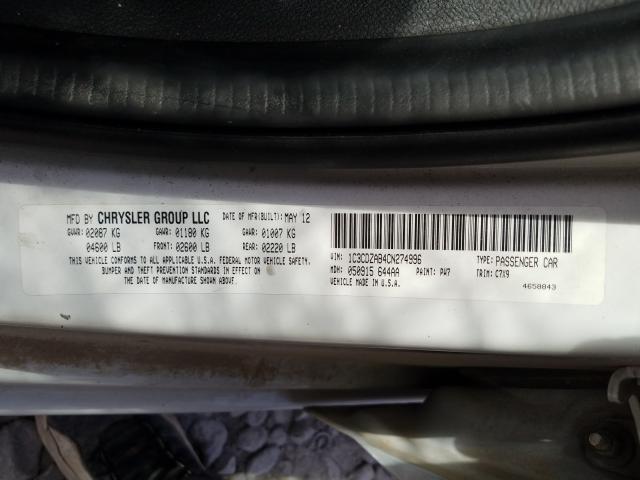 MFD BY CHRYSLER GROUP LLC DATE OF MFR(BUILT): MAY 12
GVWR: 02087 KG GAWR: 01180 KG GAWR: 01007 KG
04600 LB FRONT: 02600 LB REAR: 02220 LB
THIS VEHICLE CONFORMS TO ALL APPLICABLE U.S.A. FEDERAL MOTOR VEHICLE SAFETY,
BUMPER AND THEFT PREVENTION STANDARDS IN EFFECT ON
THE DATE OF MANUFACTURE SHOWN ABOVE.
VIN: 1C3CDZAB4CN274996 TYPE: PASSENGER CAR
MDH: 050915 644AA PAINT: PW7 TRIM: C7X9
VEHICLE MADE IN U.S.A.
4658843